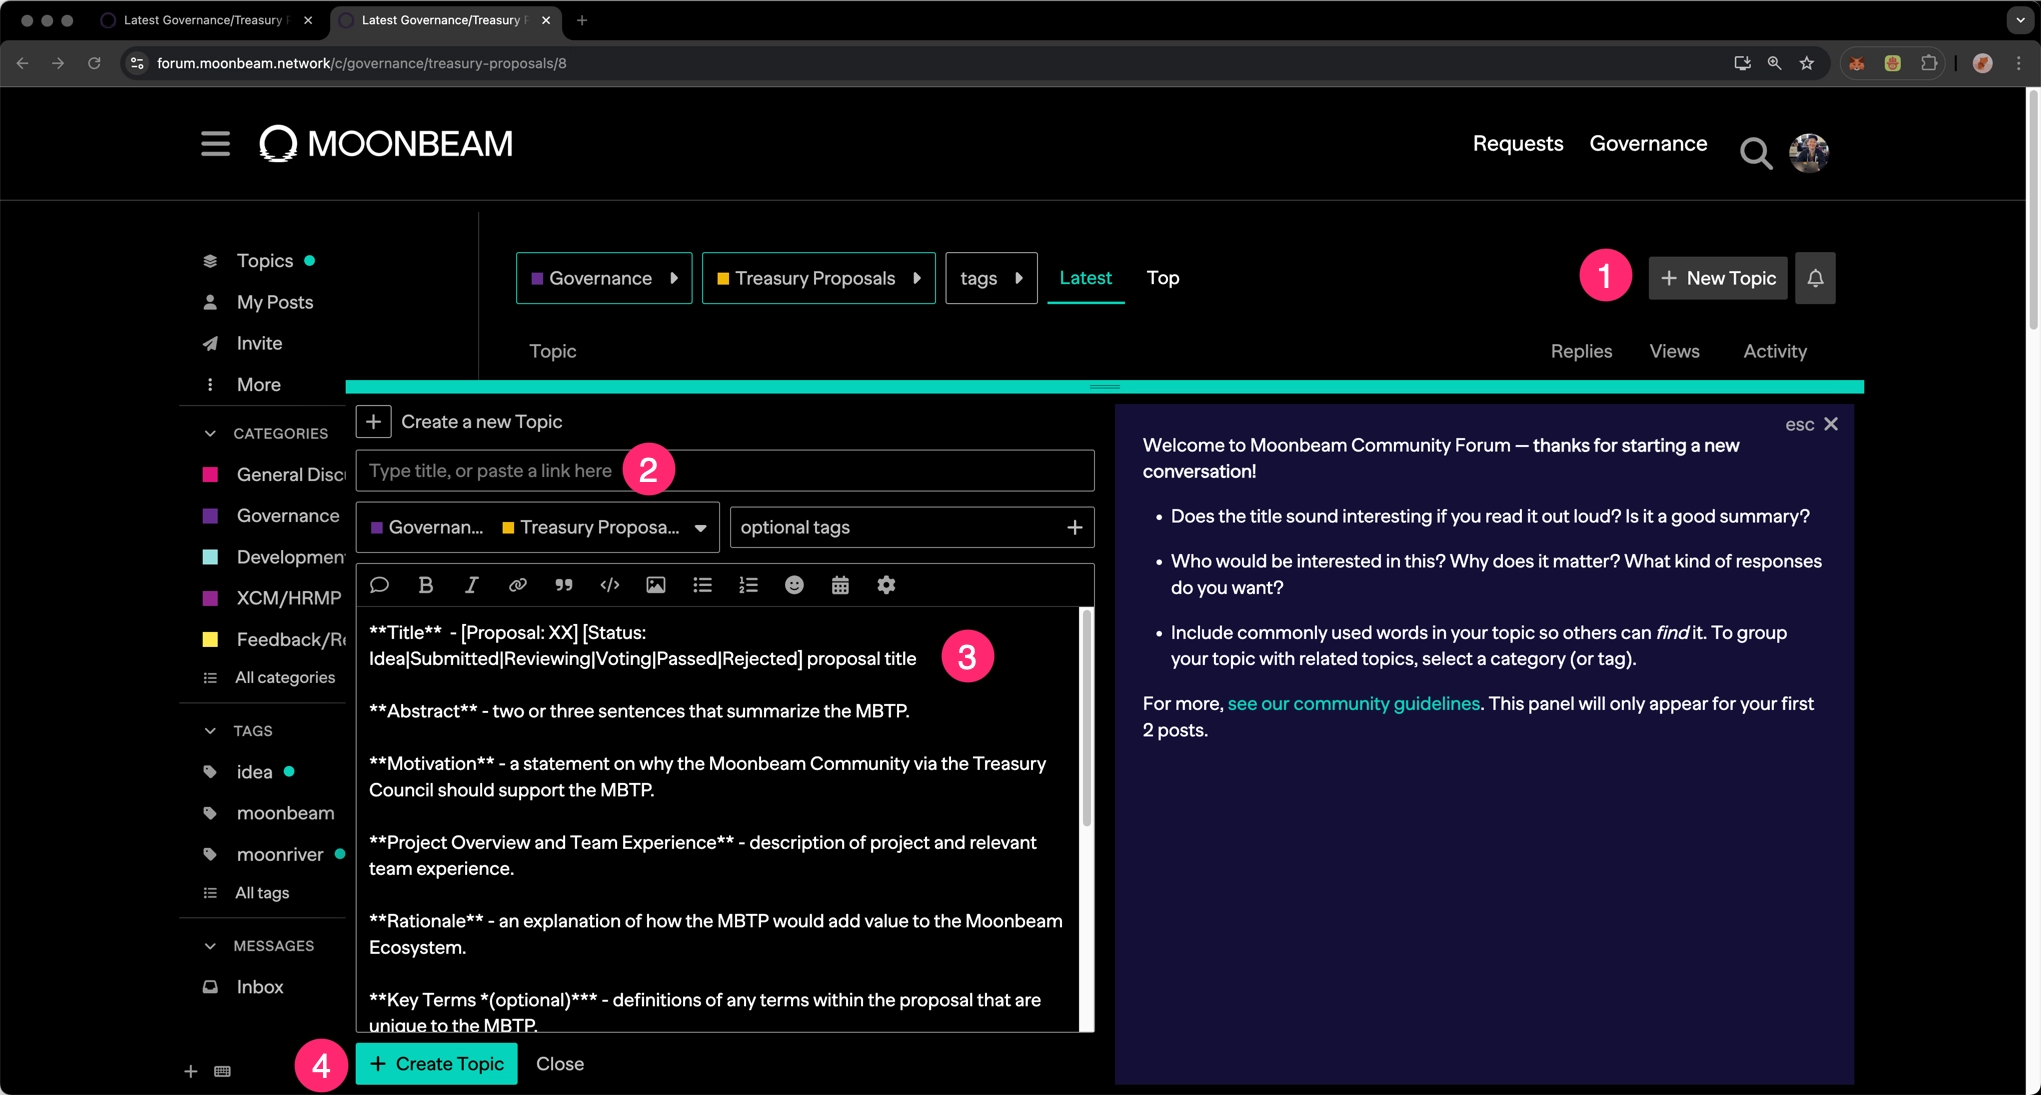 Latest Governance/Treasury P
Latest Governance/Treasury P
forum.moonbeam.network/c/governance/treasury-proposals/8
MOONBEAM
Requests
Governance
Topics
My Posts
Invite
More
Governance
Treasury Proposals
tags
Latest
Top
1
+ New Topic
Topic
Replies
Views
Activity
CATEGORIES
General Disc
Governance
Development
XCM/HRMP
Feedback/Re
All categories
TAGS
idea
moonbeam
moonriver
All tags
MESSAGES
Inbox
Create a new Topic
Type title, or paste a link here
2
Governan...
Treasury Proposa...
optional tags
**Title**  - [Proposal: XX] [Status:
Idea|Submitted|Reviewing|Voting|Passed|Rejected] proposal title
3
**Abstract** - two or three sentences that summarize the MBTP.
**Motivation** - a statement on why the Moonbeam Community via the Treasury
Council should support the MBTP.
**Project Overview and Team Experience** - description of project and relevant
team experience.
**Rationale** - an explanation of how the MBTP would add value to the Moonbeam
Ecosystem.
**Key Terms *(optional)*** - definitions of any terms within the proposal that are
unique to the MBTP.
4
+ Create Topic
Close
esc
Welcome to Moonbeam Community Forum — thanks for starting a new
conversation!
• Does the title sound interesting if you read it out loud? Is it a good summary?
• Who would be interested in this? Why does it matter? What kind of responses
do you want?
• Include commonly used words in your topic so others can find it. To group
your topic with related topics, select a category (or tag).
For more, see our community guidelines. This panel will only appear for your first
2 posts.